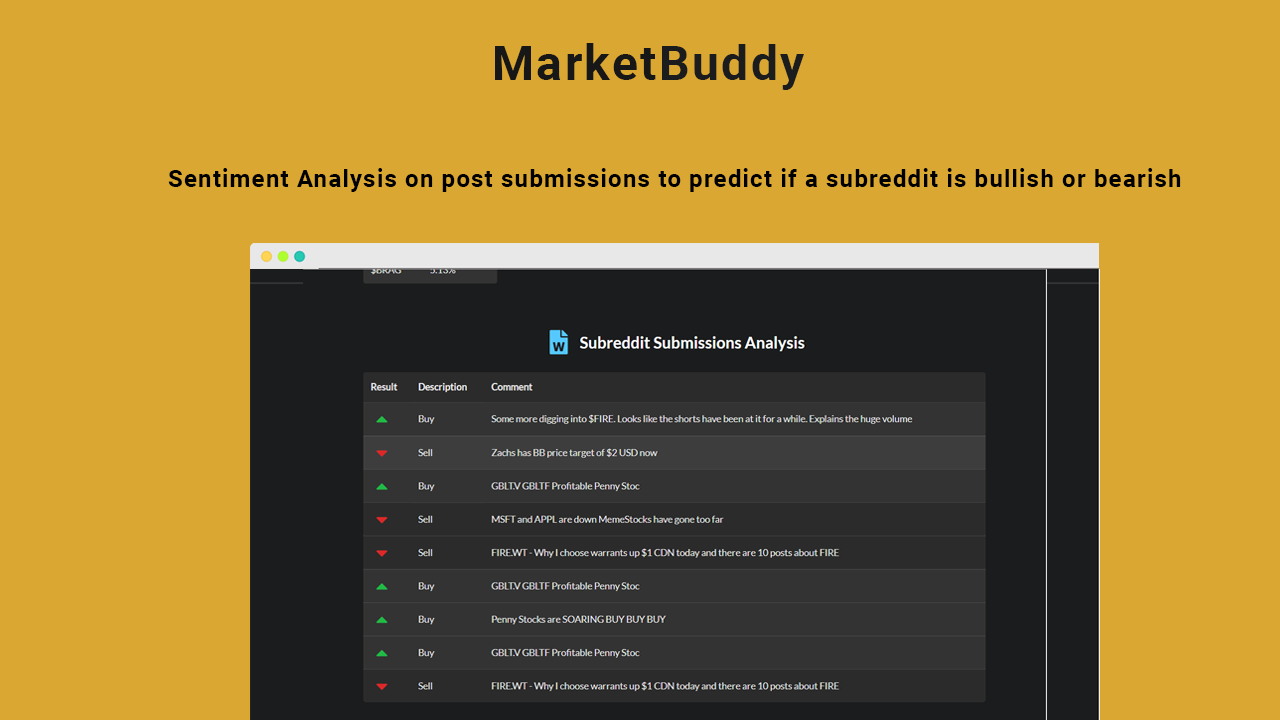 MarketBuddy
Sentiment Analysis on post submissions to predict if a subreddit is bullish or bearish
$BRAG 5.13%
W Subreddit Submissions Analysis
Result Description Comment
Buy Some more digging into $FIRE. Looks like the shorts have been at it for a while. Explains the huge volume
Sell Zachs has BB price target of $2 USD now
Buy GBLT.V GBLTF Profitable Penny Stoc
Sell MSFT and APPL are down MemeStocks have gone too far
Sell FIRE.WT - Why I choose warrants up $1 CDN today and there are 10 posts about FIRE
Buy GBLT.V GBLTF Profitable Penny Stoc
Buy Penny Stocks are SOARING BUY BUY BUY
Buy GBLT.V GBLTF Profitable Penny Stoc
Sell FIRE.WT - Why I choose warrants up $1 CDN today and there are 10 posts about FIRE